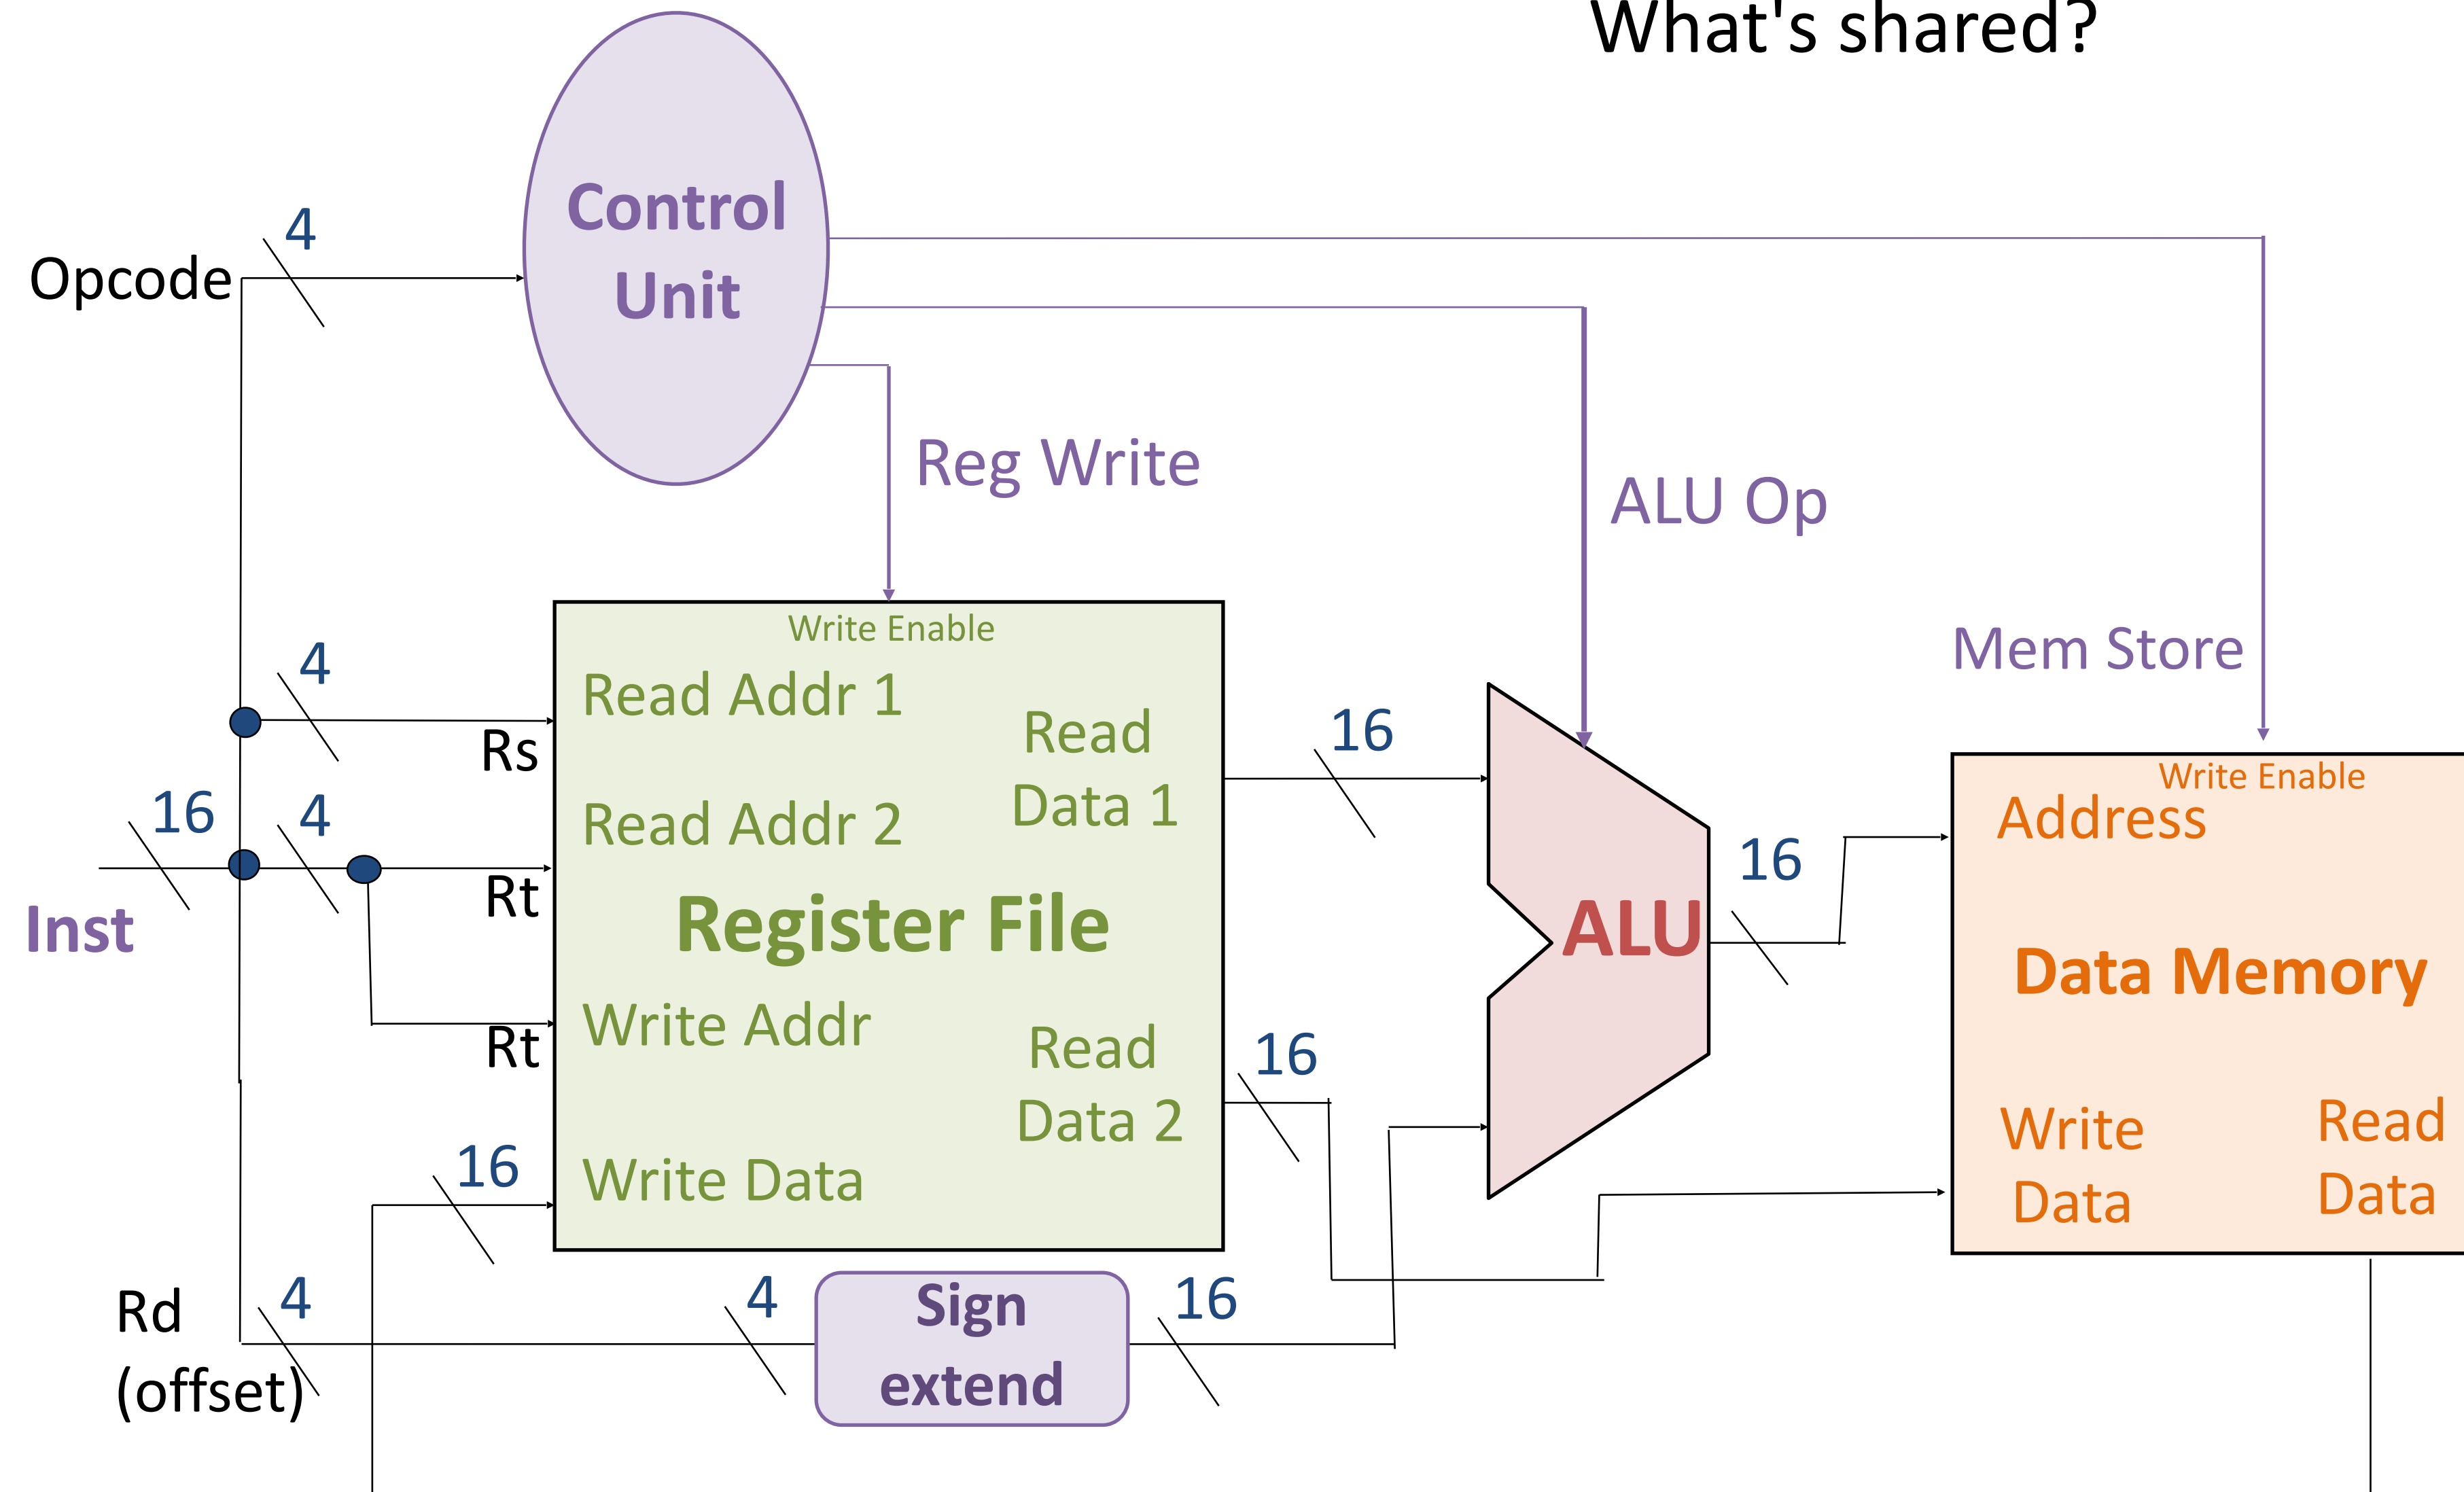 What's shared?
Control
Unit
4
Opcode
Reg Write
ALU Op
Mem Store
Write Enable
4
Read Addr 1
Rs
Read
Data 1
16
Write Enable
Address
16
4
Read Addr 2
16
Rt
Inst
Register File
ALU
Data Memory
Write Addr
Rt
Read
Data 2
16
Write
Data
Read
Data
16
Write Data
Rd
(offset)
4
4
Sign
extend
16